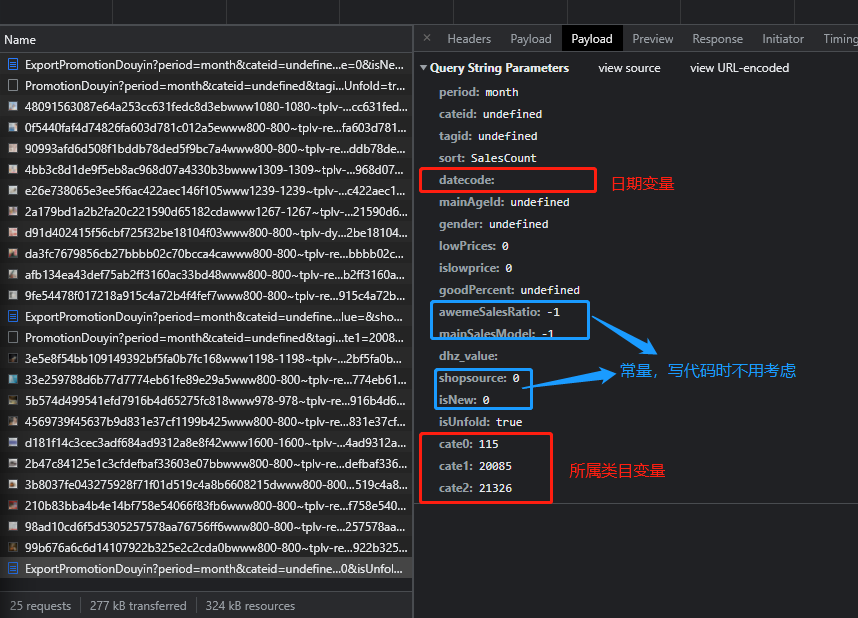 Name
ExportPromotionDouyin?period=month&cateid=undefine...e=0&isNe...
PromotionDouyin?period=month&cateid=undefined&tagi...Unfold=tr...
48091563087e64a253cc631fedc8d3ebwww1080-1080~tplv-...cc631fed...
0f5440faf4d74826fa603d781c012a5ewww800-800~tplv-re...fa603d781...
90993afd6d508f1bddb78ded5f9bc7a4www800-800~tplv-re...ddb78de...
4bb3c8d1de9f5eb8ac968d07a4330b3bwww1309-1309~tplv...968d07...
e26e738065e3ee5f6ac422aec146f105www1239-1239~tplv...c422aec1...
2a179bd1a2b2fa20c221590d65182cdawww1267-1267~tplv...21590d6...
d91d402415f56cbf725f32be18104f03www800-800~tplv-dy...2be18104...
da3fc7679856cb27bbbb02c70bcca4cawww800-800~tplv-re...bbbb02c...
afb134ea43def75ab2ff3160ac33bd48www800-800~tplv-re...b2ff3160a...
9fe54478f017218a915c4a72b4f4fef7www800-800~tplv-re...915c4a72b...
ExportPromotionDouyin?period=month&cateid=undefine...lue=&sho...
PromotionDouyin?period=month&cateid=undefined&tagi...te1=2008...
3e5e8f54bb109149392bf5fa0b7fc168www1198-1198~tplv...2bf5fa0b...
33e259788d6b77d7774eb61fe89e29a5www800-800~tplv-re...774eb61...
5b574d499541efd7916b4d65275fc818www978-978~tplv-re...916b4d6...
4569739f45637b9d831e37cf1199b425www800-800~tplv-re...831e37cf...
d181f14c3cec3adf684ad9312a8e8f42www1600-1600~tplv-...4ad9312a...
2b47c84125e1c3cfdefbaf33603e07bbwww800-800~tplv-re...defbaf336...
3b8037fe043275928f71f01d519c4a8b6608215dwww800-800...519c4a8...
210b83bba4b4e14bf758e54066f83fb6www800-800~tplv-re...f758e540...
98ad10cd6f5d5305257578aa76756ff6www800-800~tplv-re...257578aa...
99b676a6c6d14107922b325e2c2cda0bwww800-800~tplv-re...922b325...
ExportPromotionDouyin?period=month&cateid=undefine...0&isUnfol...
25 requests 277 kB transferred 324 kB resources
× Headers Payload Payload Preview Response Initiator Timing
Query String Parameters view source view URL-encoded
period: month
cateid: undefined
tagid: undefined
sort: SalesCount
datecode:
日期变量
mainAgeId: undefined
gender: undefined
lowPrices: 0
islowprice: 0
goodPercent: undefined
awemeSalesRatio: -1
mainSalesModel: -1
dhz_value:
常量，写代码时不用考虑
shopsource: 0
isNew: 0
isUnfold: true
cate0: 115
cate1: 20085
所属类目变量
cate2: 21326